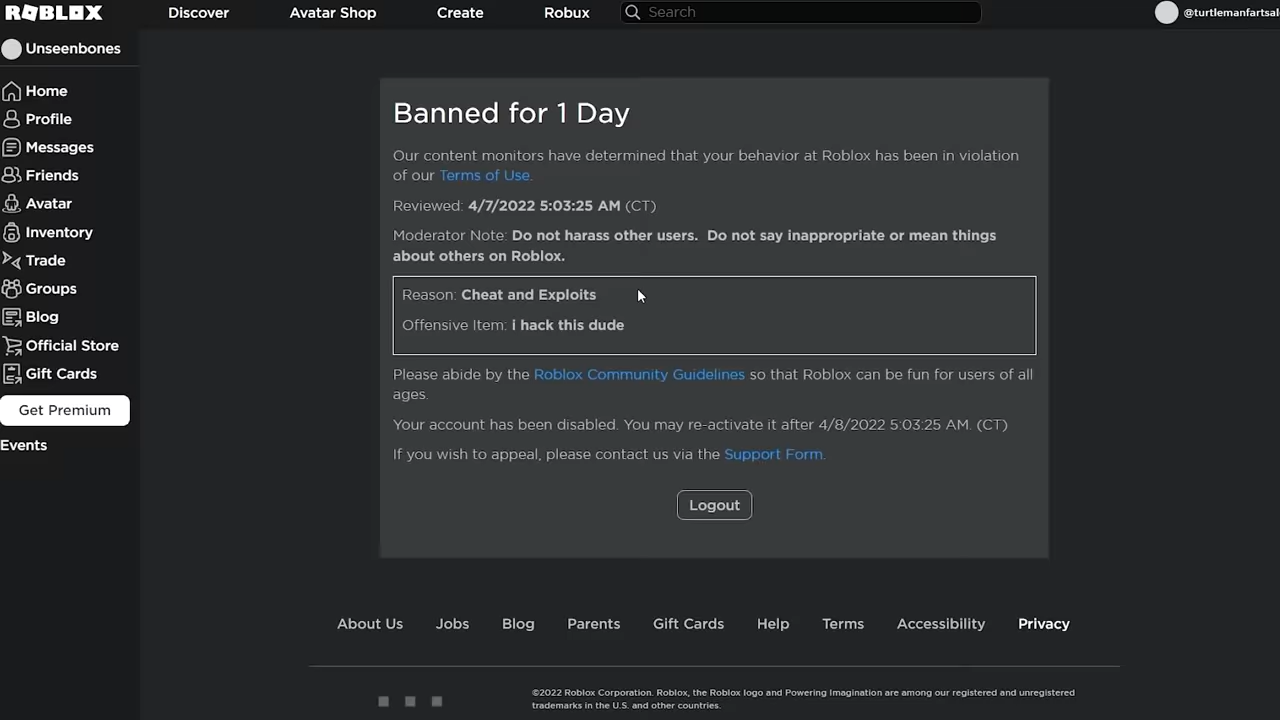 ROBLOX
Discover
Avatar Shop
Create
Robux
Search
@turtlemanfartsal
Unseenbones
Home
Profile
Messages
Friends
Avatar
Inventory
Trade
Groups
Blog
Official Store
Gift Cards
Get Premium
Events
Banned for 1 Day
Our content monitors have determined that your behavior at Roblox has been in violation
of our Terms of Use.
Reviewed: 4/7/2022 5:03:25 AM (CT)
Moderator Note: Do not harass other users. Do not say inappropriate or mean things
about others on Roblox.
Reason: Cheat and Exploits
Offensive Item: i hack this dude
Please abide by the Roblox Community Guidelines so that Roblox can be fun for users of all
ages.
Your account has been disabled. You may re-activate it after 4/8/2022 5:03:25 AM. (CT)
If you wish to appeal, please contact us via the Support Form.
Logout
About Us
Jobs
Blog
Parents
Gift Cards
Help
Terms
Accessibility
Privacy
©2022 Roblox Corporation. Roblox, the Roblox logo and Powering Imagination are among our registered and unregistered
trademarks in the U.S. and other countries.